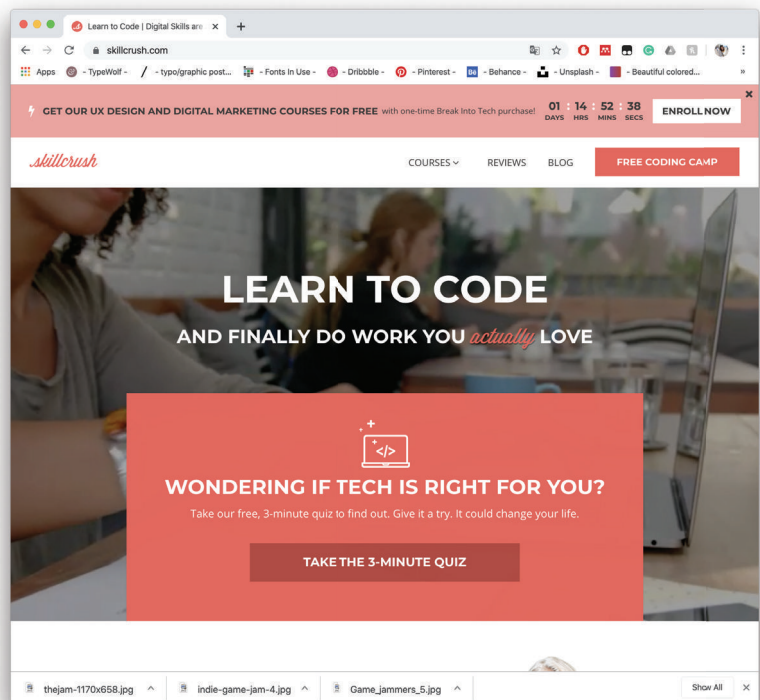 Learn to Code | Digital Skills are
skillcrush.com
Apps - TypeWolf - - typo/graphic post... - Fonts In Use - - Dribbble - - Pinterest - Bē - Behance - - Unsplash - - Beautiful colored... »
GET OUR UX DESIGN AND DIGITAL MARKETING COURSES FOR FREE with one-time Break Into Tech purchase! 01 : 14 : 52 : 38 ENROLL NOW
DAYS HRS MINS SECS
skillcrush COURSES REVIEWS BLOG FREE CODING CAMP
LEARN TO CODE
AND FINALLY DO WORK YOU actually LOVE
</>
WONDERING IF TECH IS RIGHT FOR YOU?
Take our free, 3-minute quiz to find out. Give it a try. It could change your life.
TAKE THE 3-MINUTE QUIZ
thejam-1170x658.jpg indie-game-jam-4.jpg Game_jammers_5.jpg Show All